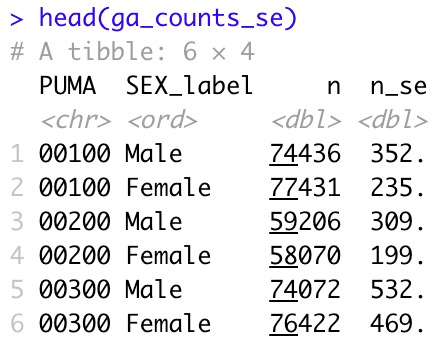 > head(ga_counts_se)
# A tibble: 6 × 4
PUMA SEX_label n n_se
<chr> <ord> <dbl> <dbl>
1 00100 Male 74436 352.
2 00100 Female 77431 235.
3 00200 Male 59206 309.
4 00200 Female 58070 199.
5 00300 Male 74072 532.
6 00300 Female 76422 469.